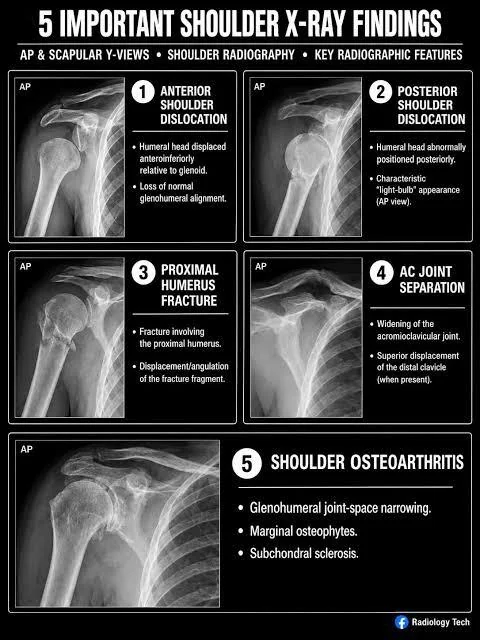 5 IMPORTANT SHOULDER X-RAY FINDINGS
AP & SCAPULAR Y-VIEWS • SHOULDER RADIOGRAPHY • KEY RADIOGRAPHIC FEATURES
AP
1 ANTERIOR
SHOULDER
DISLOCATION
• Humeral head displaced
anteroinferiorly
relative to glenoid.
• Loss of normal
glenohumeral alignment.
AP
2 POSTERIOR
SHOULDER
DISLOCATION
• Humeral head abnormally
positioned posteriorly.
• Characteristic
"light-bulb" appearance
(AP view).
AP
3 PROXIMAL
HUMERUS
FRACTURE
• Fracture involving
the proximal humerus.
• Displacement/angulation
of the fracture fragment.
AP
4 AC JOINT
SEPARATION
• Widening of the
acromioclavicular joint.
• Superior displacement
of the distal clavicle
(when present).
AP
5 SHOULDER OSTEOARTHRITIS
• Glenohumeral joint-space narrowing.
• Marginal osteophytes.
• Subchondral sclerosis.
Radiology Tech